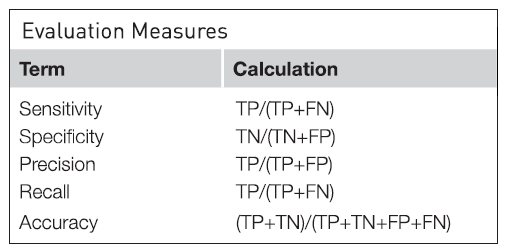 Evaluation Measures
Term Calculation
Sensitivity TP/(TP+FN)
Specificity TN/(TN+FP)
Precision TP/(TP+FP)
Recall TP/(TP+FN)
Accuracy (TP+TN)/(TP+TN+FP+FN)